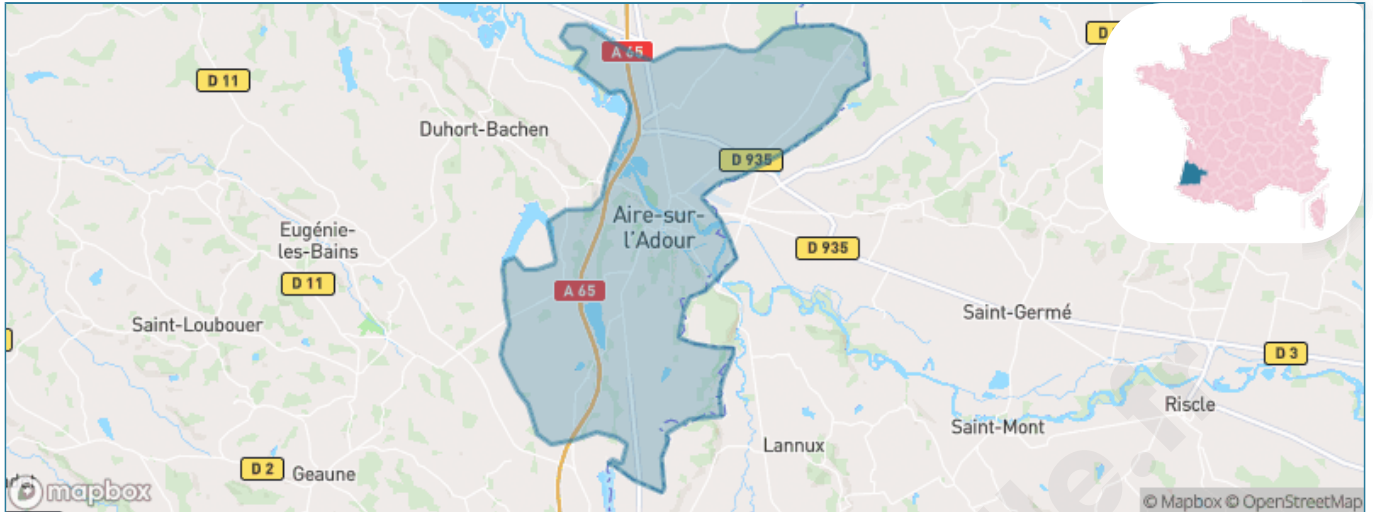 A 65
D 11
Duhort-Bachen
D 935
Aire-sur-
l'Adour
Eugénie-
les-Bains
D 935
D 11
A 65
Saint-Loubouer
Saint-Germé
D 3
Riscle
Saint-Mont
Lannux
D 2
Geaune
mapbox
© Mapbox © OpenStreetMap